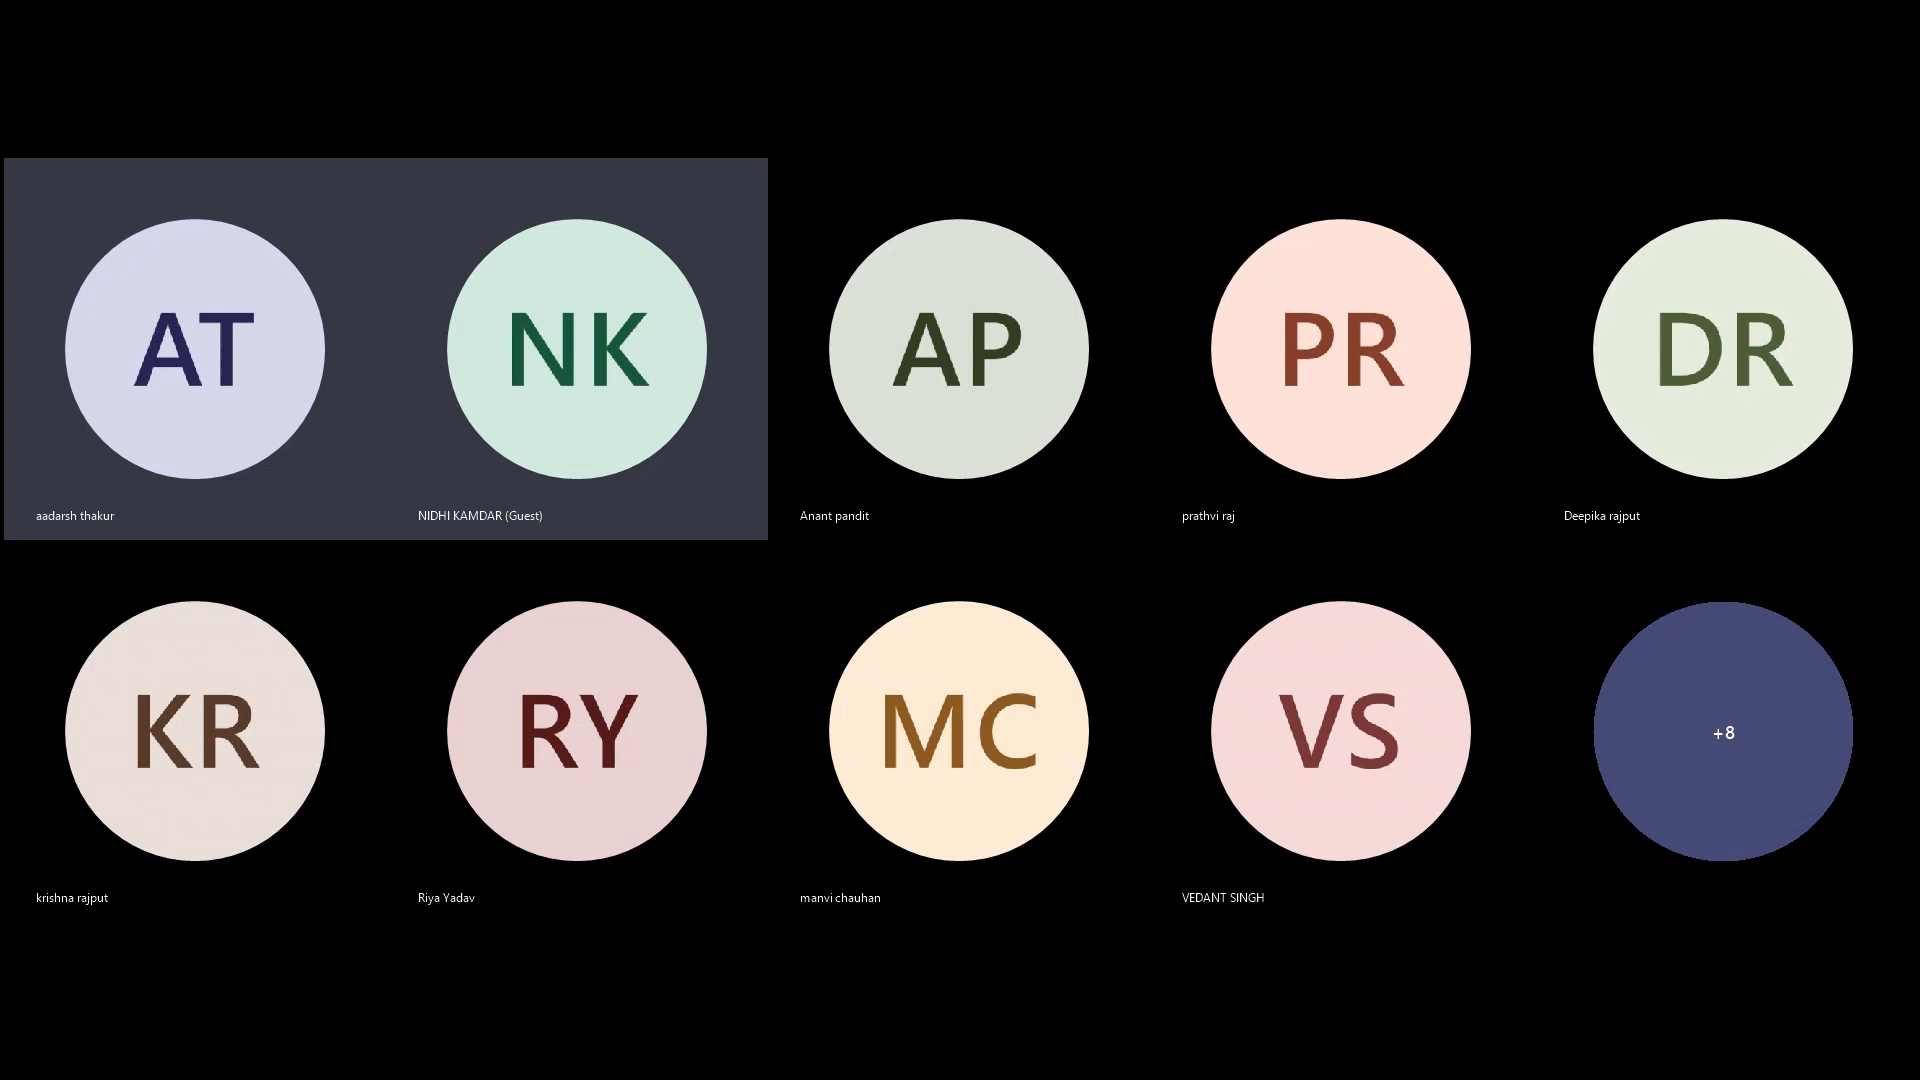 AT
aadarsh thakur
NK
NIDHI KAMDAR (Guest)
AP
Anant pandit
PR
prathvi raj
DR
Deepika rajput
KR
krishna rajput
RY
Riya Yadav
MC
manvi chauhan
VS
VEDANT SINGH
+8